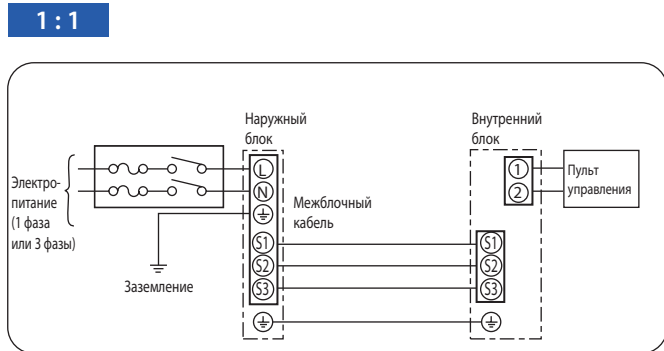 1 : 1
Наружный
блок
Внутренний
блок
Электро-
питание
(1 фаза
или 3 фазы)
L
N
Межблочный
кабель
S1
S2
S3
Заземление
1
2
Пульт
управления
S1
S2
S3